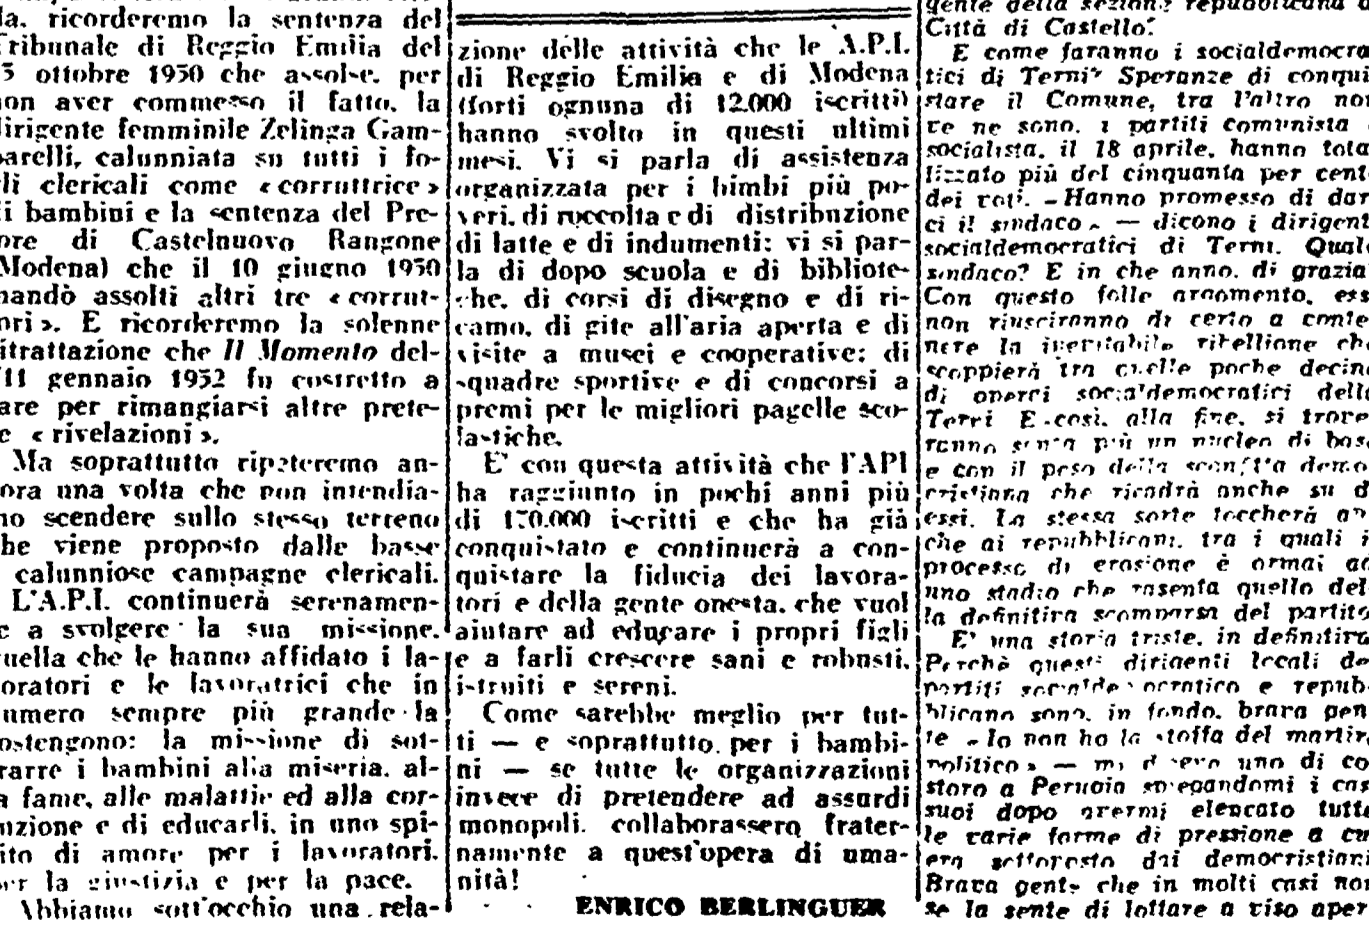 da, ricorderemo la sentenza del
Tribunale di Reggio Emilia del
5 ottobre 1950 che assolse, per
non aver commesso il fatto, la
dirigente femminile Zelinga Gam-
parelli, calunniata su tutti i fo-
gli clericali come « corruttrice »
di bambini e la sentenza del Pre-
tore di Castelnuovo Rangone
(Modena) che il 10 giugno 1950
mandò assolti altri tre « corrut-
tori ». E ricorderemo la solenne
ritrattazione che Il Momento del-
l'11 gennaio 1952 fu costretto a
fare per rimangiarsi altre prete-
se « rivelazioni ».
Ma soprattutto ripeteremo an-
cora una volta che non intendia-
mo scendere sullo stesso terreno
che viene proposto dalle basse
calunniose campagne clericali.
L'A.P.I. continuerà serenamen-
te a svolgere la sua missione,
quella che le hanno affidato i la-
voratori e le lavoratrici che in
numero sempre più grande la
sostengono: la missione di sot-
trarre i bambini alla miseria, al-
la fame, alle malattie ed alla cor-
ruzione e di educarli, in uno spi-
rito di amore per i lavoratori,
per la giustizia e per la pace.
Abbiamo sott'occhio una rela-
zione delle attività che le A.P.I.
di Reggio Emilia e di Modena
(forti ognuna di 12.000 iscritti)
hanno svolto in questi ultimi
mesi. Vi si parla di assistenza
organizzata per i bimbi più po-
veri, di raccolta e di distribuzione
di latte e di indumenti; vi si par-
la di dopo scuola e di bibliote-
che, di corsi di disegno e di ri-
camo, di gite all'aria aperta e di
visite a musei e cooperative; di
squadre sportive e di concorsi a
premi per le migliori pagelle sco-
lastiche.
E' con questa attività che l'API
ha raggiunto in pochi anni più
di 170.000 iscritti e che ha già
conquistato e continuerà a con-
quistare la fiducia dei lavora-
tori e della gente onesta, che vuol
aiutare ad educare i propri figli
e a farli crescere sani e robusti,
istruiti e sereni.
Come sarebbe meglio per tut-
ti — e soprattutto per i bambi-
ni — se tutte le organizzazioni
invece di pretendere ad assurdi
monopoli, collaborassero frater-
namente a quest'opera di uma-
nità!
ENRICO BERLINGUER
gente della sezione repubblicana di
Città di Castello.
E come faranno i socialdemocra
tici di Terni? Speranze di conqui
stare il Comune, tra l'altro non
ce ne sono. i partiti comunista
socialista, il 18 aprile, hanno tota
lizzato più del cinquanta per cento
dei voti. - Hanno promesso di dar
ci il sindaco - — dicono i dirigent
socialdemocratici di Terni. Quale
sindaco? E in che anno, di grazia?
Con questo folle argomento, ess
non riusciranno di certo a conte
nere la inevitabile ribellione che
scoppierà tra quelle poche decine
di operai socialdemocratici della
Terni E così, alla fine, si trove
ranno senza più un nucleo di base
e con il peso della sconfitta demo
cristiana che ricadrà anche su d
essi. La stessa sorte toccherà an
che ai repubblicani, tra i quali i
processo di erosione è ormai ad
uno stadio che rasenta quello del
la definitiva scomparsa del partito
E' una storia triste, in definitiva
Perchè questi dirigenti locali de
partiti socialdemocratico e repub
blicano sono, in fondo, brava gen
te - Io non ho la stoffa del martire
politico » — mi diceva uno di co
storo a Perugia spiegandomi i cas
suoi dopo avermi elencato tutte
le varie forme di pressione a cu
era sottoposto dai democristiani
Brava gente che in molti casi non
se la sente di lottare a viso aper